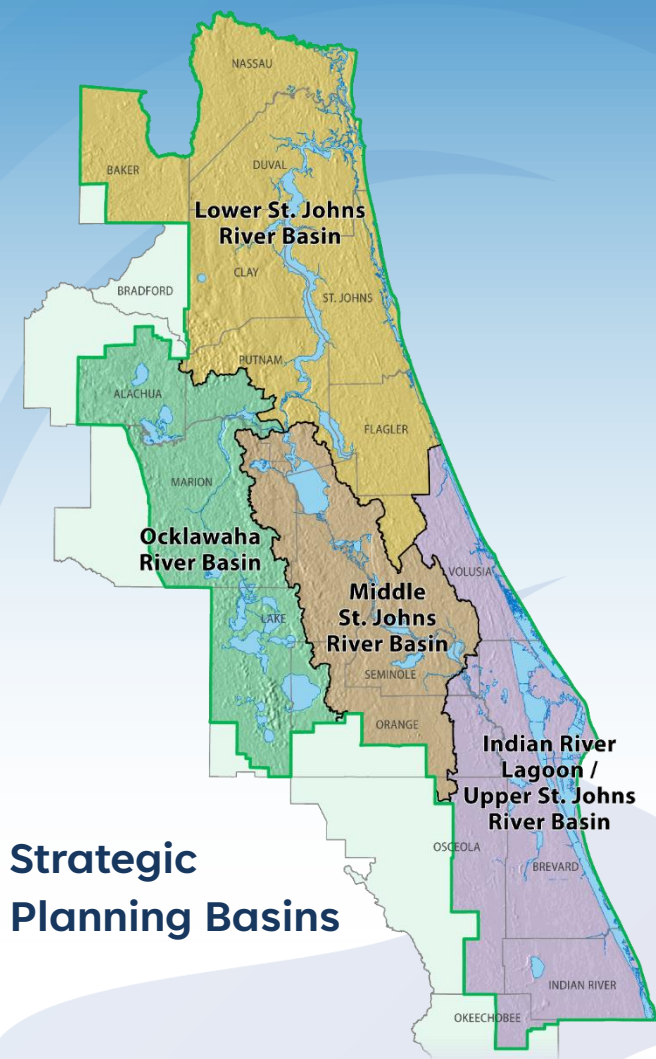 NASSAU
BAKER
DUVAL
Lower St. Johns
River Basin
CLAY
BRADFORD
ST. JOHNS
PUTNAM
ALACHUA
FLAGLER
MARION
Ocklawaha
River Basin
VOLUSIA
Middle
St. Johns
River Basin
LAKE
SEMINOLE
ORANGE
Indian River
Lagoon /
Upper St. Johns
River Basin
OSCEOLA
BREVARD
Strategic
Planning Basins
INDIAN RIVER
OKEECHOBEE